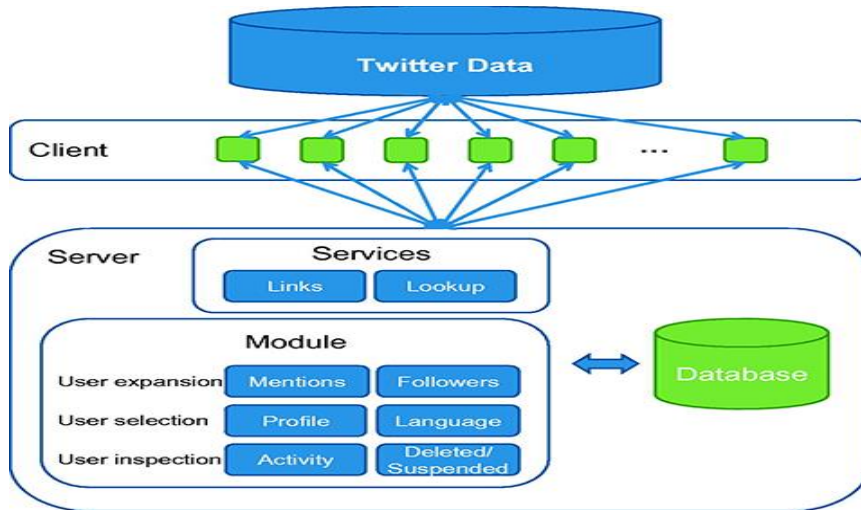 Twitter Data
Client
...
Server
Services
Links Lookup
Module
User expansion Mentions Followers
User selection Profile Language
User inspection Activity Deleted/
Suspended
Database